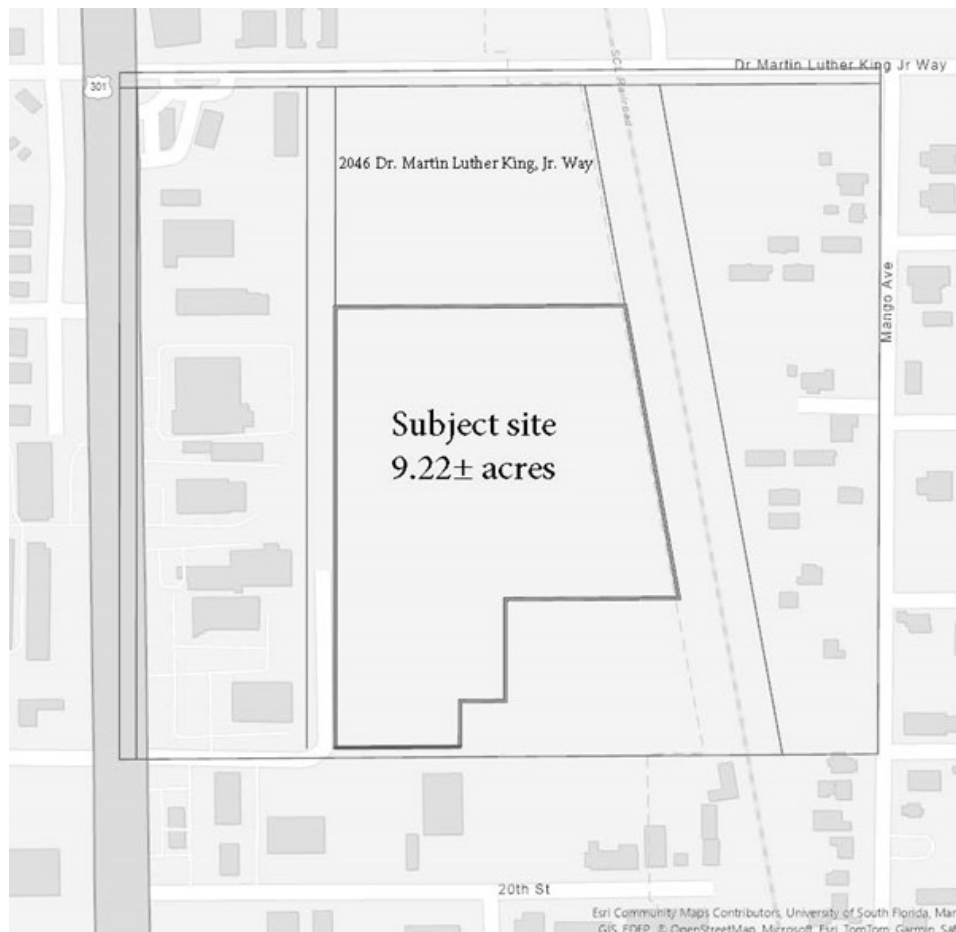 Dr Martin Luther King Jr Way
301
SCL Railroad
2046 Dr. Martin Luther King, Jr. Way
Mango Ave
Subject site
9.22± acres
20th St
Esri Community Maps Contributors, University of South Florida, Man
GIS, FDEP, © OpenStreetMap, Microsoft, Esri, TomTom, Garmin, Saf